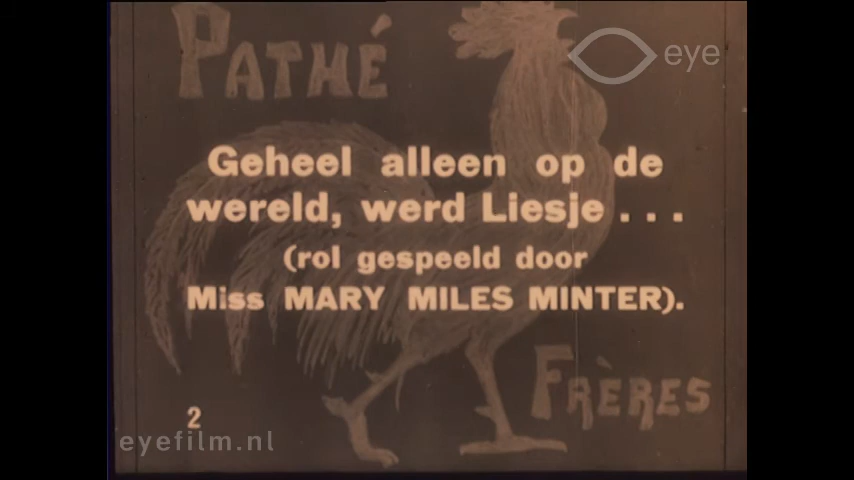 PATHÉ
eye
Geheel alleen op de
wereld, werd Liesje . . .
(rol gespeeld door
Miss MARY MILES MINTER).
FRÈRES
2
eyefilm.nl